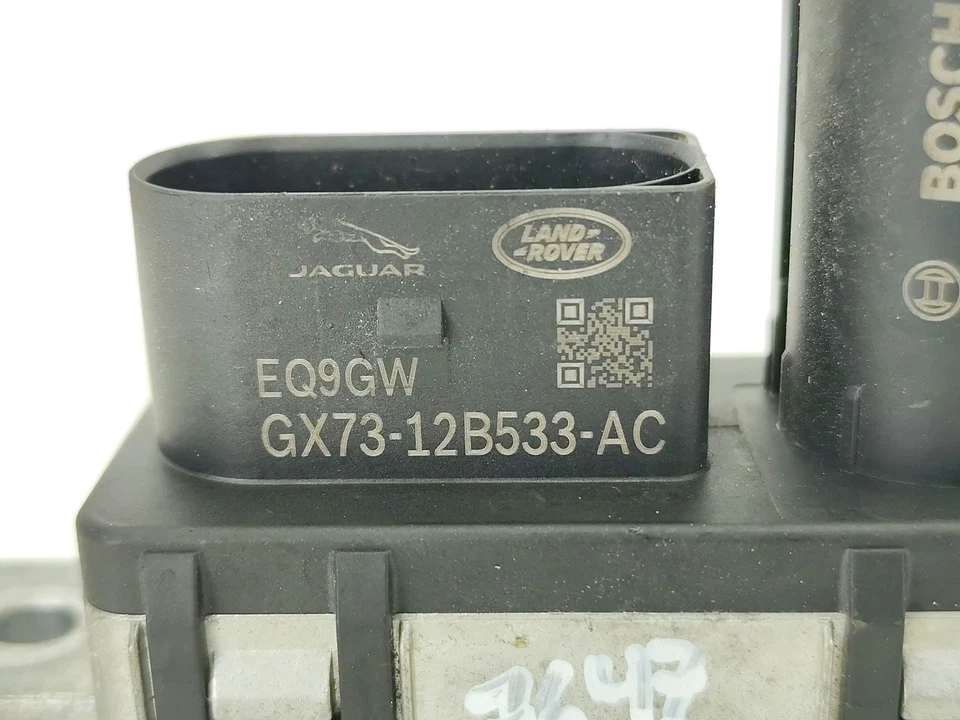 JAGUAR
LAND-
-ROVER
EQ9GW
GX73-12B533-AC
BOSCH